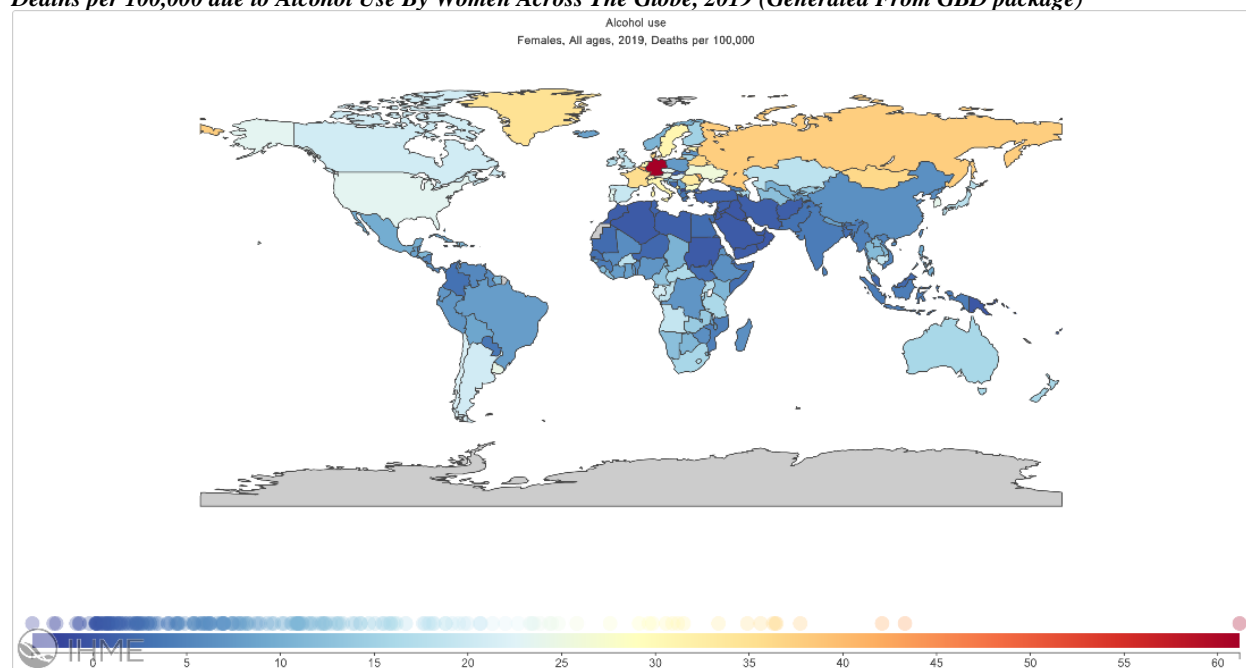 Deaths per 100,000 due to Alcohol Use By Women Across The Globe, 2019 (Generated From GBD package)
Alcohol use
Females, All ages, 2019, Deaths per 100,000
IHME
0 5 10 15 20 25 30 35 40 45 50 55 60